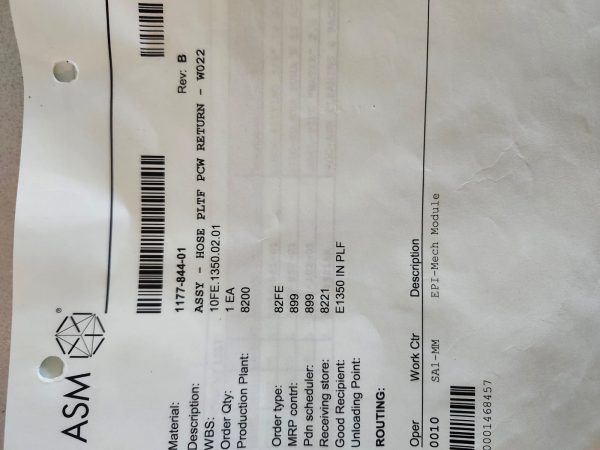 ASM®
Material: 1177-844-01 Rev: B
Description: ASSY - HOSE PLTF PCW RETURN - W022
WBS: 10FE.1350.02.01
Order Qty: 1 EA
Production Plant: 8200
Order type: 82FE
MRP contrl: 899
Pdn scheduler: 899
Receiving store: 8221
Good Recipient: E1350 IN PLF
Unloading Point:
ROUTING:
Oper Work Ctr Description
0010 SA1-MM EPI-Mech Module
0001468457